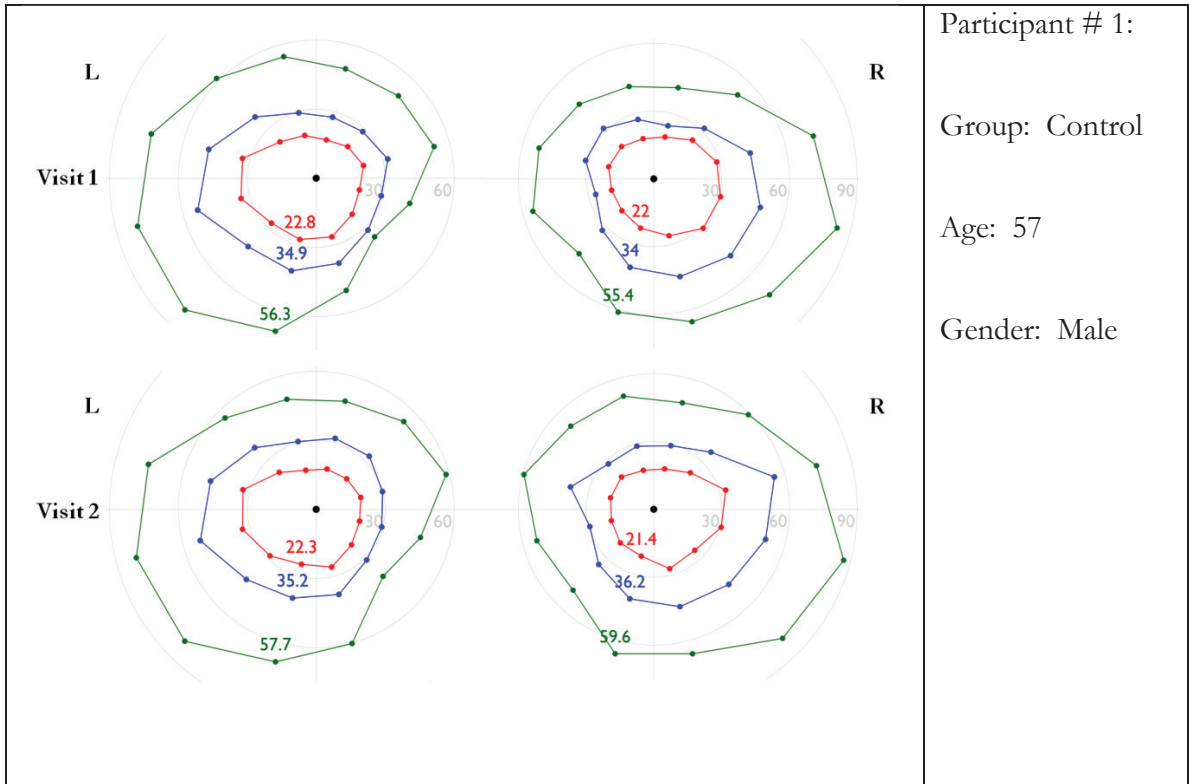 Participant # 1:
Group: Control
Age: 57
Gender: Male
L
R
Visit 1
30
60
22.8
34.9
56.3
30
60
90
22
34
55.4
L
R
Visit 2
30
60
22.3
35.2
57.7
30
60
90
21.4
36.2
59.6